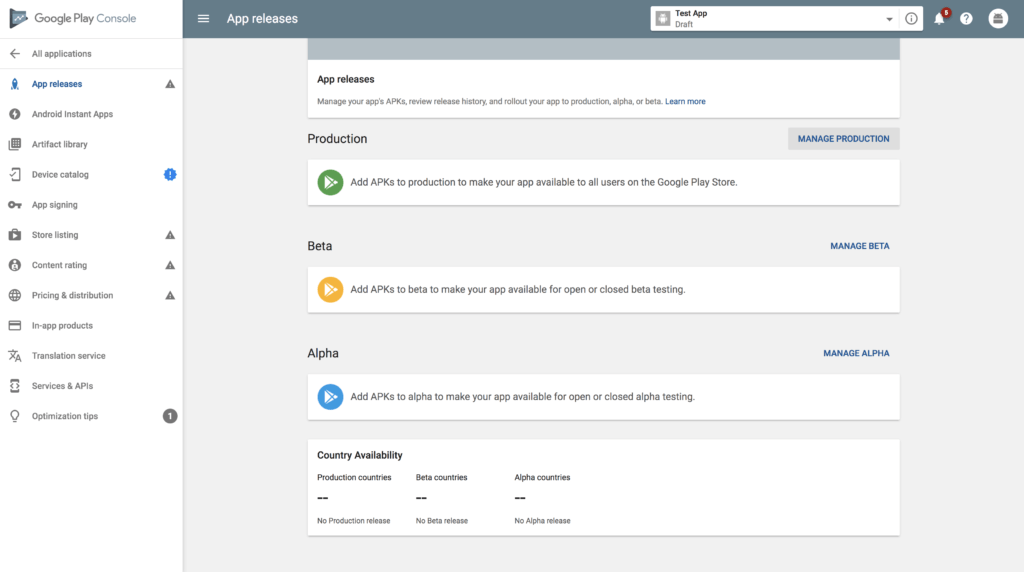 Google Play Console
App releases
Test App
Draft
5
All applications
App releases
Android Instant Apps
Artifact library
Device catalog
App signing
Store listing
Content rating
Pricing & distribution
In-app products
Translation service
Services & APIs
Optimization tips
1
App releases
Manage your app's APKs, review release history, and rollout your app to production, alpha, or beta. Learn more
Production
MANAGE PRODUCTION
Add APKs to production to make your app available to all users on the Google Play Store.
Beta
MANAGE BETA
Add APKs to beta to make your app available for open or closed beta testing.
Alpha
MANAGE ALPHA
Add APKs to alpha to make your app available for open or closed alpha testing.
Country Availability
Production countries Beta countries Alpha countries
-- -- --
No Production release No Beta release No Alpha release